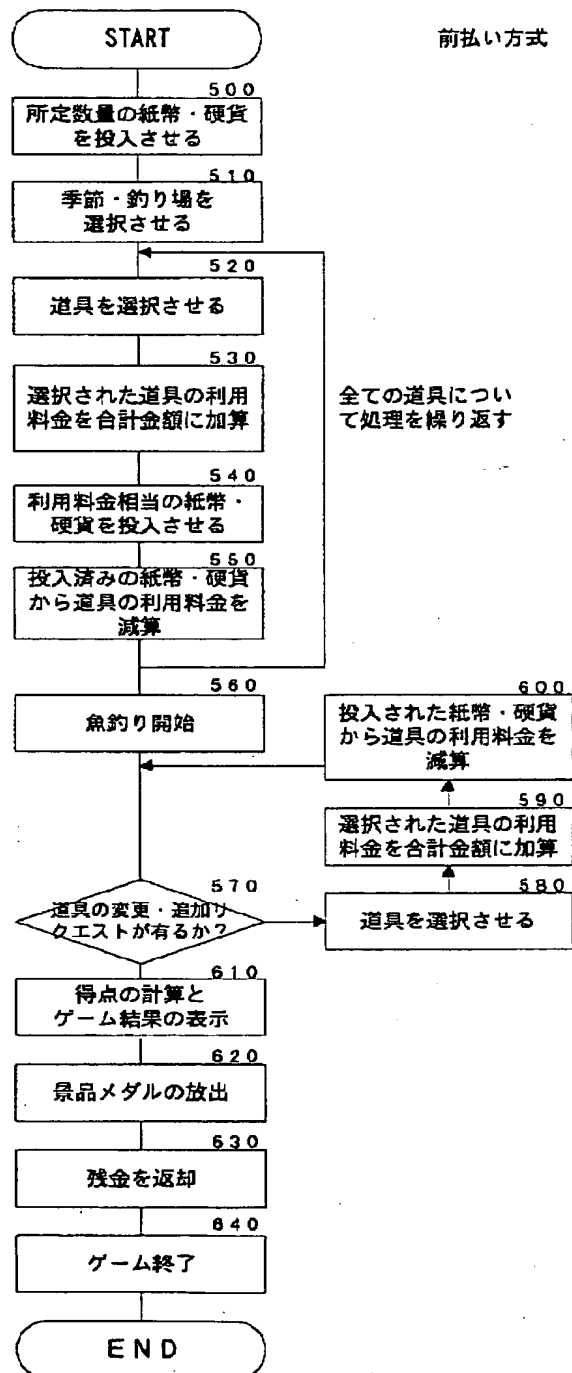 START
前払い方式
500
所定数量の紙幣・硬貨
を投入させる
510
季節・釣り場を
選択させる
520
道具を選択させる
530
選択された道具の利用
料金を合計金額に加算
全ての道具につい
て処理を繰り返す
540
利用料金相当の紙幣・
硬貨を投入させる
550
投入済みの紙幣・硬貨
から道具の利用料金を
減算
560
魚釣り開始
600
投入された紙幣・硬貨
から道具の利用料金を
減算
590
選択された道具の利用
料金を合計金額に加算
570
道具の変更・追加リ
クエストが有るか?
580
道具を選択させる
610
得点の計算と
ゲーム結果の表示
620
景品メダルの放出
630
残金を返却
640
ゲーム終了
END